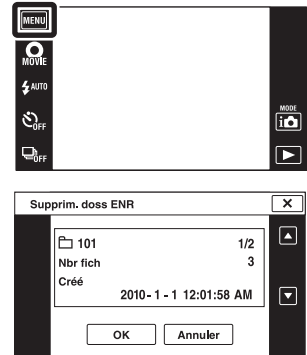 MENU
MOVIE
AUTO
OFF
MODE
i
OFF
Supprim. doss ENR
101 1/2
Nbr fich 3
Créé
2010 - 1 - 1 12:01:58 AM
OK Annuler